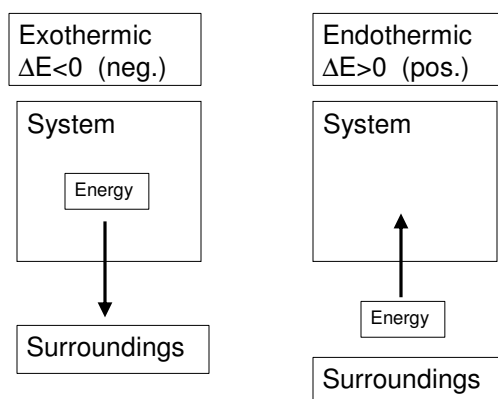 Exothermic
ΔE<0 (neg.)
System
Energy
Surroundings
Endothermic
ΔE>0 (pos.)
System
Energy
Surroundings